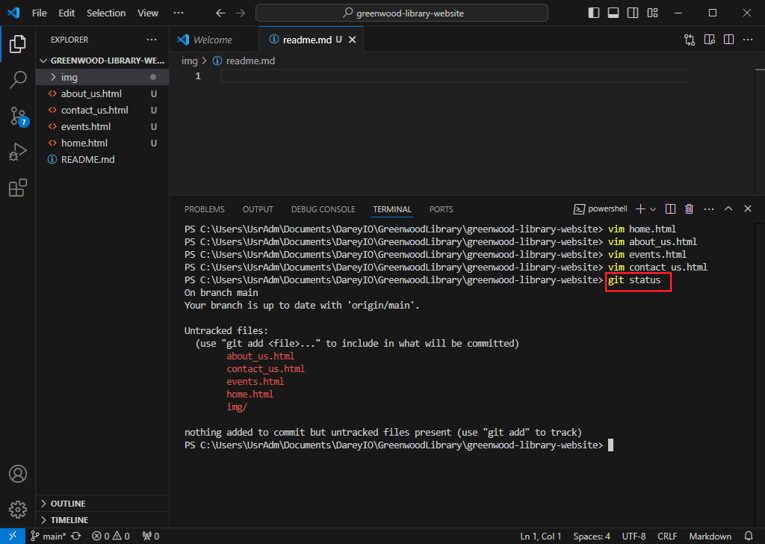 File Edit Selection View ··· greenwood-library-website
EXPLORER ···
GREENWOOD-LIBRARY-WE...
img
about_us.html U
contact_us.html U
events.html U
home.html U
README.md
OUTLINE
TIMELINE
7
Welcome readme.md U
img > readme.md
1
PROBLEMS OUTPUT DEBUG CONSOLE TERMINAL PORTS powershell
PS C:\Users\UsrAdm\Documents\DareyIO\GreenwoodLibrary\greenwood-library-website> vim home.html
PS C:\Users\UsrAdm\Documents\DareyIO\GreenwoodLibrary\greenwood-library-website> vim about_us.html
PS C:\Users\UsrAdm\Documents\DareyIO\GreenwoodLibrary\greenwood-library-website> vim events.html
PS C:\Users\UsrAdm\Documents\DareyIO\GreenwoodLibrary\greenwood-library-website> vim contact_us.html
PS C:\Users\UsrAdm\Documents\DareyIO\GreenwoodLibrary\greenwood-library-website> git status
On branch main
Your branch is up to date with 'origin/main'.
Untracked files:
(use "git add <file>..." to include in what will be committed)
about_us.html
contact_us.html
events.html
home.html
img/
nothing added to commit but untracked files present (use "git add" to track)
PS C:\Users\UsrAdm\Documents\DareyIO\GreenwoodLibrary\greenwood-library-website>
main* 0 0 0 Ln 1, Col 1 Spaces: 4 UTF-8 CRLF Markdown